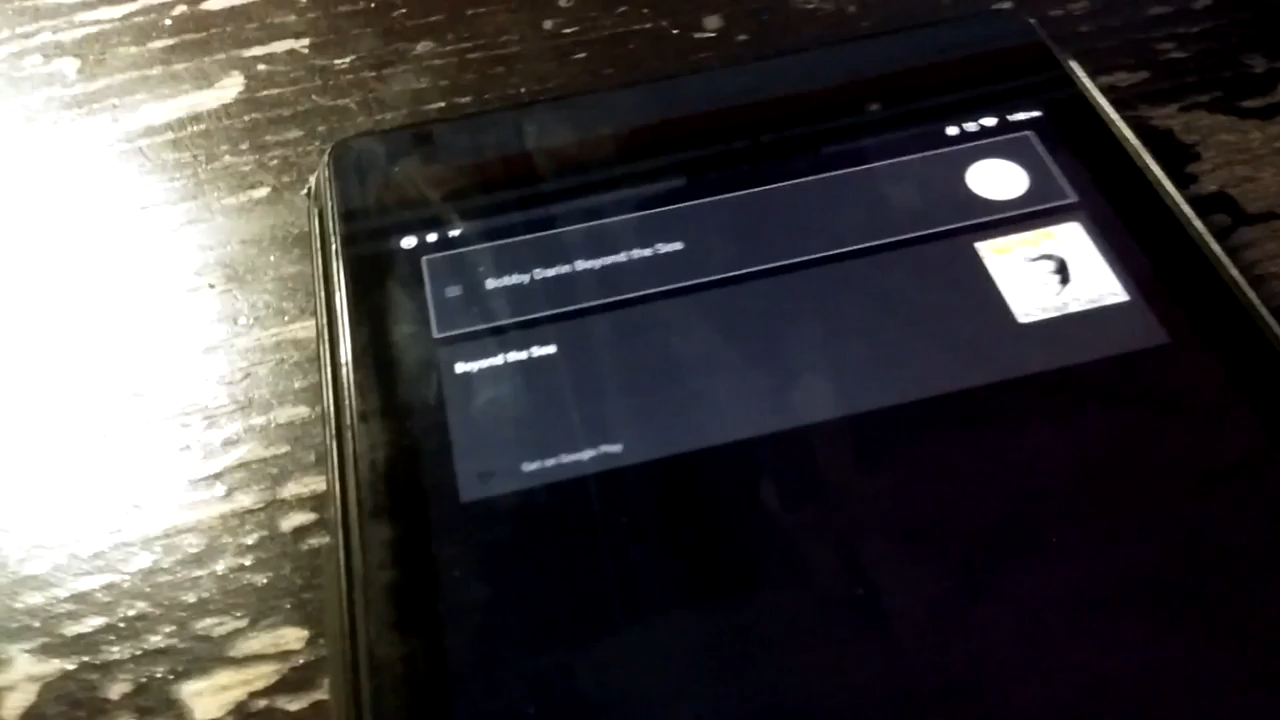 Bobby Darin Beyond the Sea
Beyond the Sea
Get on Google Play